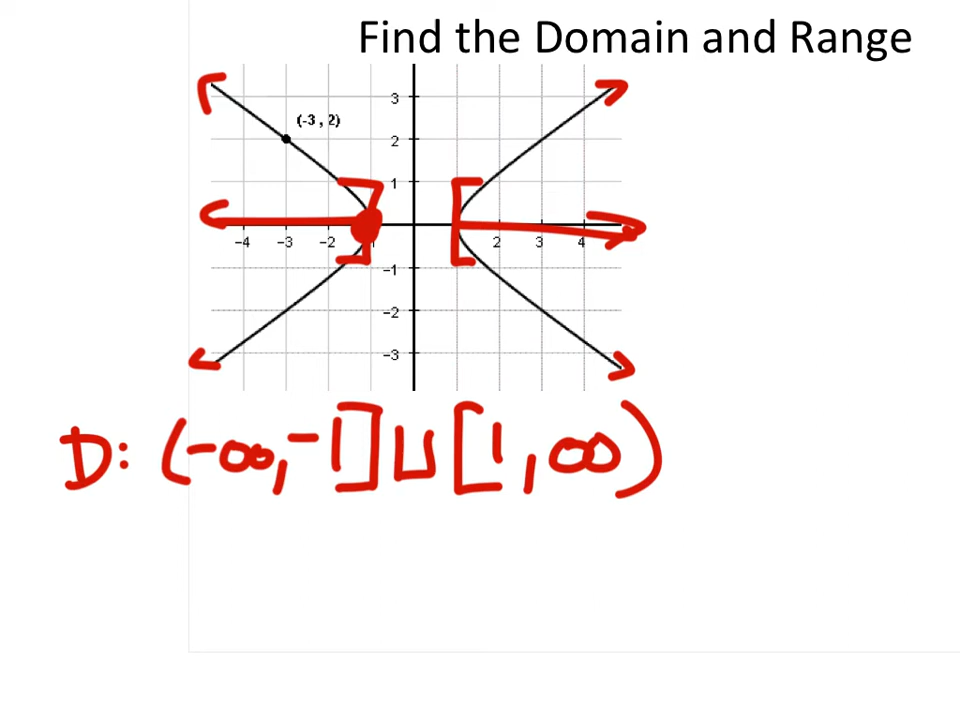 Find the Domain and Range
3
(-3 , 2)
2
1
-4 -3 -2 2 3 4
-1
-2
-3
D: (-∞, -1] ∪ [1, ∞)